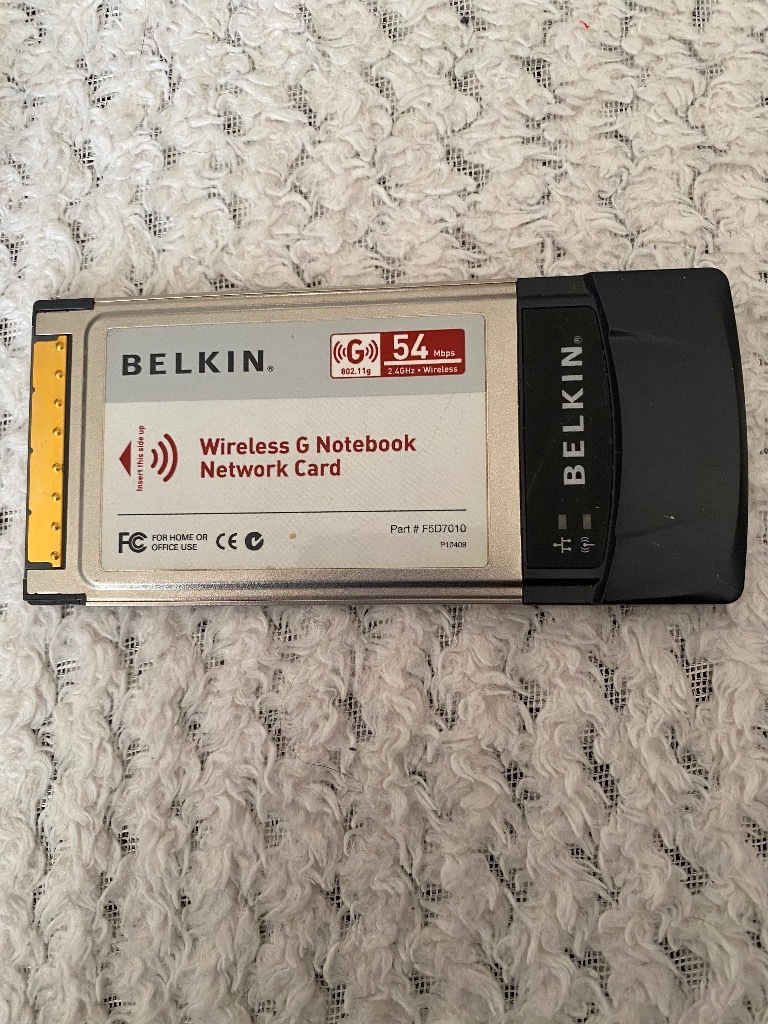 BELKIN®
((G)) 54 Mbps
802.11g 2.4GHz • Wireless
Insert this side up
Wireless G Notebook
Network Card
FC FOR HOME OR
OFFICE USE CE
Part # F5D7010
P10409
BELKIN®